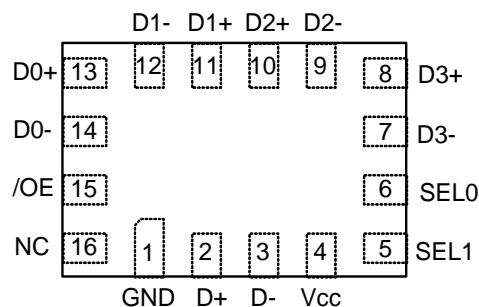 D1- D1+ D2+ D2-
12 11 10 9
D0+ 13 8 D3+
D0- 14 7 D3-
/OE 15 6 SEL0
NC 16 1 2 3 4 5 SEL1
GND D+ D- Vcc